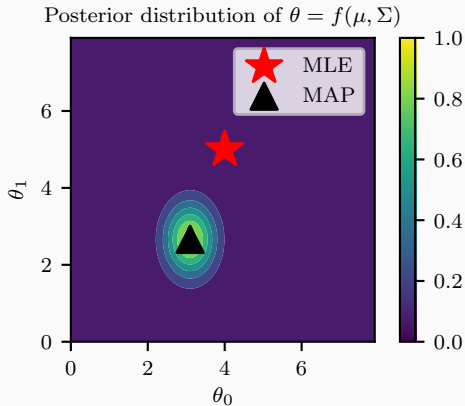 Posterior distribution of θ = f(μ, Σ)
MLE
MAP
θ₁
6
4
2
0
0
2
4
6
θ₀
1.0
0.8
0.6
0.4
0.2
0.0